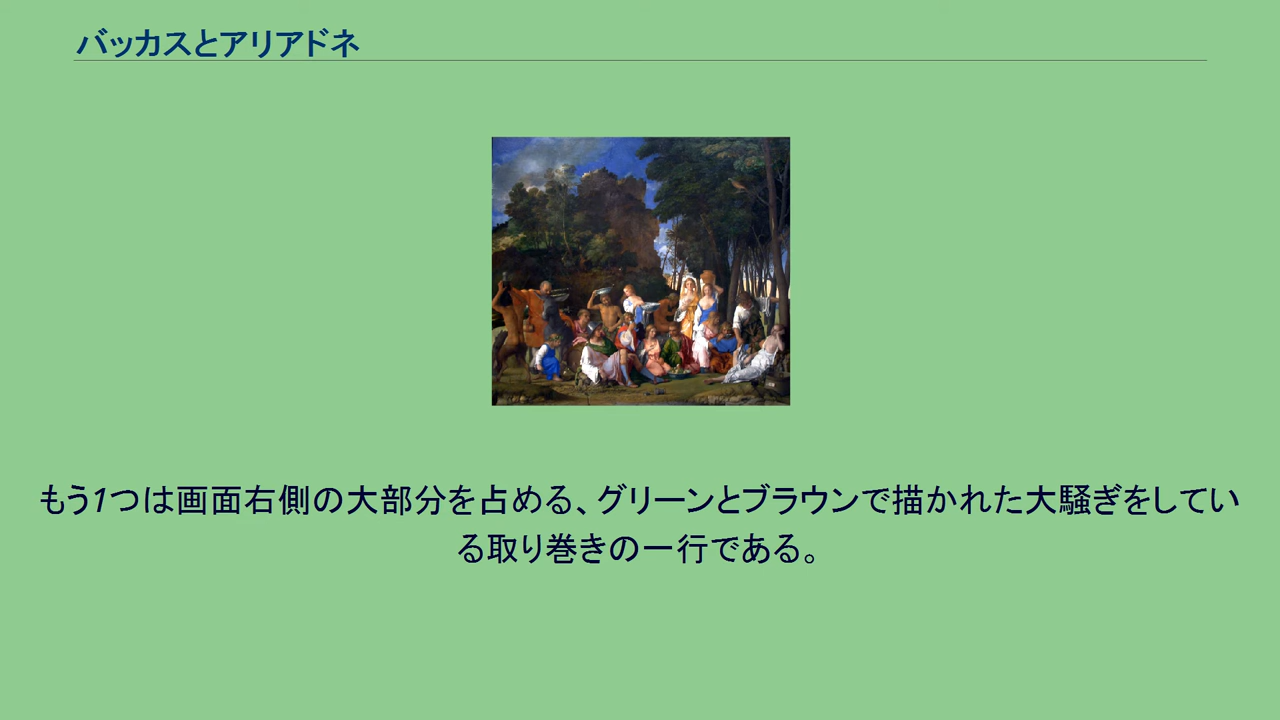 バッカスとアリアドネ
もう1つは画面右側の大部分を占める、グリーンとブラウンで描かれた大騒ぎをしてい
る取り巻きの一行である。